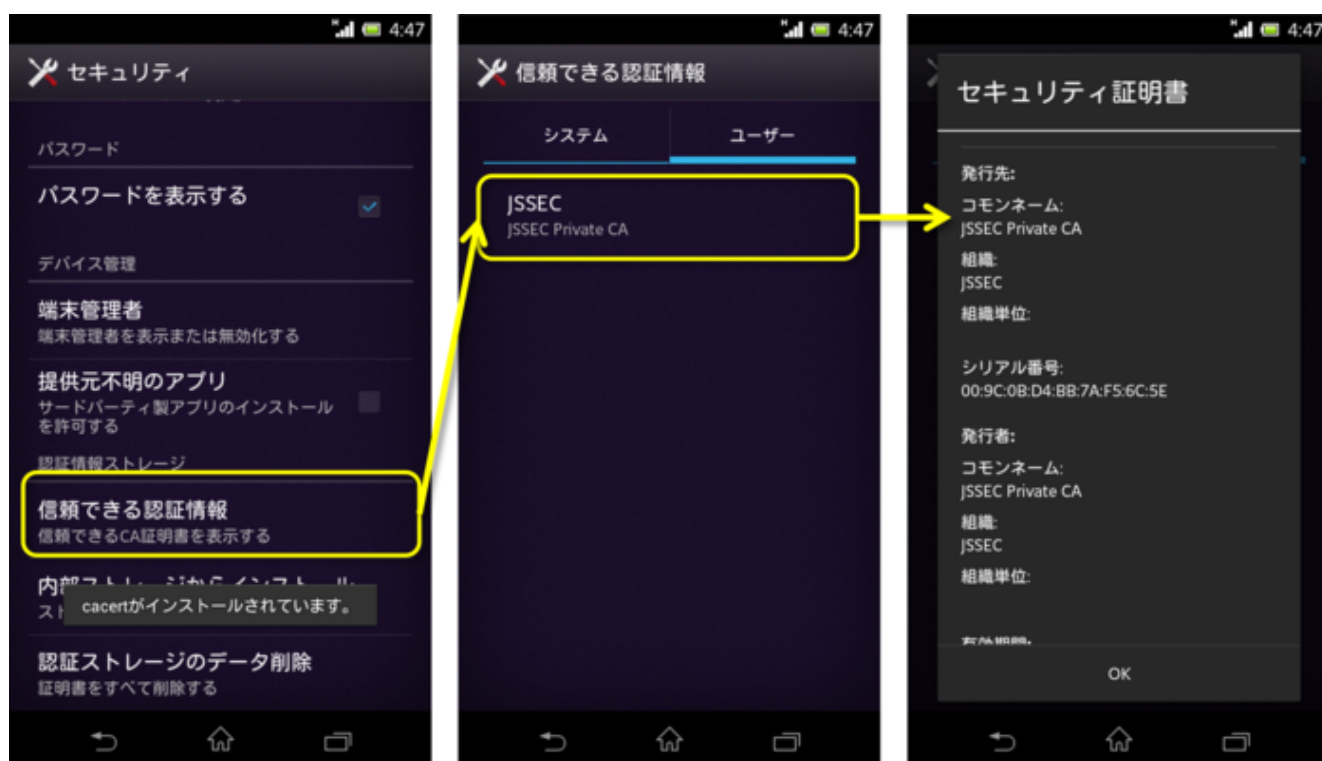 4:47
セキュリティ
パスワード
パスワードを表示する
デバイス管理
端末管理者
端末管理者を表示または無効化する
提供元不明のアプリ
サードパーティ製アプリのインストール
を許可する
認証情報ストレージ
信頼できる認証情報
信頼できるCA証明書を表示する
cacertがインストールされています。
認証ストレージのデータ削除
証明書をすべて削除する
H 4:47
信頼できる認証情報
システム
ユーザー
JSSEC
JSSEC Private CA
4:47
セキュリティ証明書
発行先:
コモンネーム:
JSSEC Private CA
組織:
JSSEC
組織単位:
シリアル番号:
00:9C:0B:D4:BB:7A:F5:6C:5E
発行者:
コモンネーム:
JSSEC Private CA
組織:
JSSEC
組織単位:
有効期間:
OK